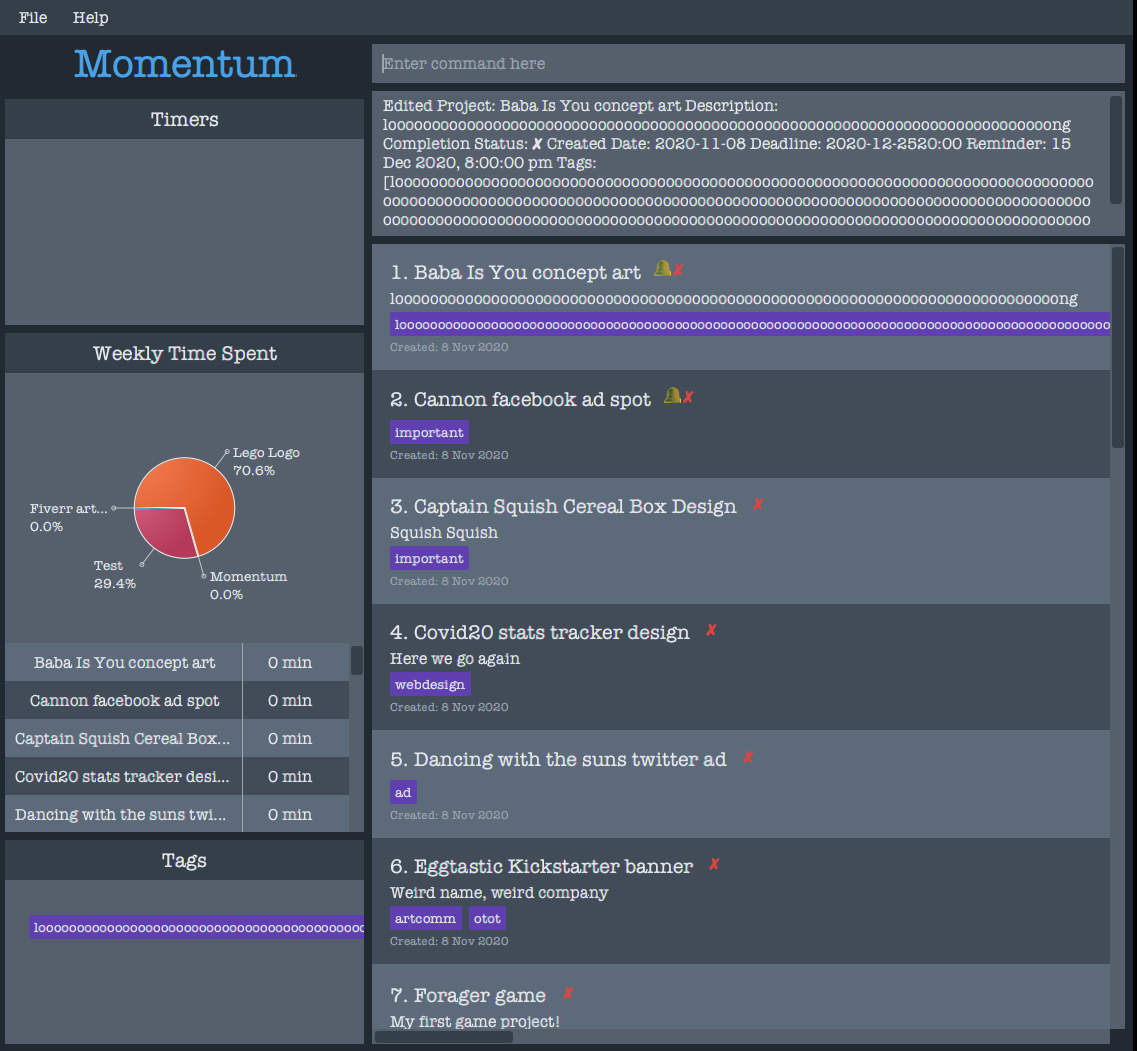 File Help
Momentum
Timers
Weekly Time Spent
Lego Logo
70.6%
Fiverr art...
0.0%
Test
29.4%
Momentum
0.0%
Baba Is You concept art 0 min
Cannon facebook ad spot 0 min
Captain Squish Cereal Box... 0 min
Covid20 stats tracker desi... 0 min
Dancing with the suns twi... 0 min
Tags
Enter command here
Edited Project: Baba Is You concept art Description:
Completion Status: ✗ Created Date: 2020-11-08 Deadline: 2020-12-2520:00 Reminder: 15
Dec 2020, 8:00:00 pm Tags:
1. Baba Is You concept art 🔔✗
Created: 8 Nov 2020
2. Cannon facebook ad spot 🔔✗
important
Created: 8 Nov 2020
3. Captain Squish Cereal Box Design ✗
Squish Squish
important
Created: 8 Nov 2020
4. Covid20 stats tracker design ✗
Here we go again
webdesign
Created: 8 Nov 2020
5. Dancing with the suns twitter ad ✗
ad
Created: 8 Nov 2020
6. Eggtastic Kickstarter banner ✗
Weird name, weird company
artcomm otot
Created: 8 Nov 2020
7. Forager game ✗
My first game project!